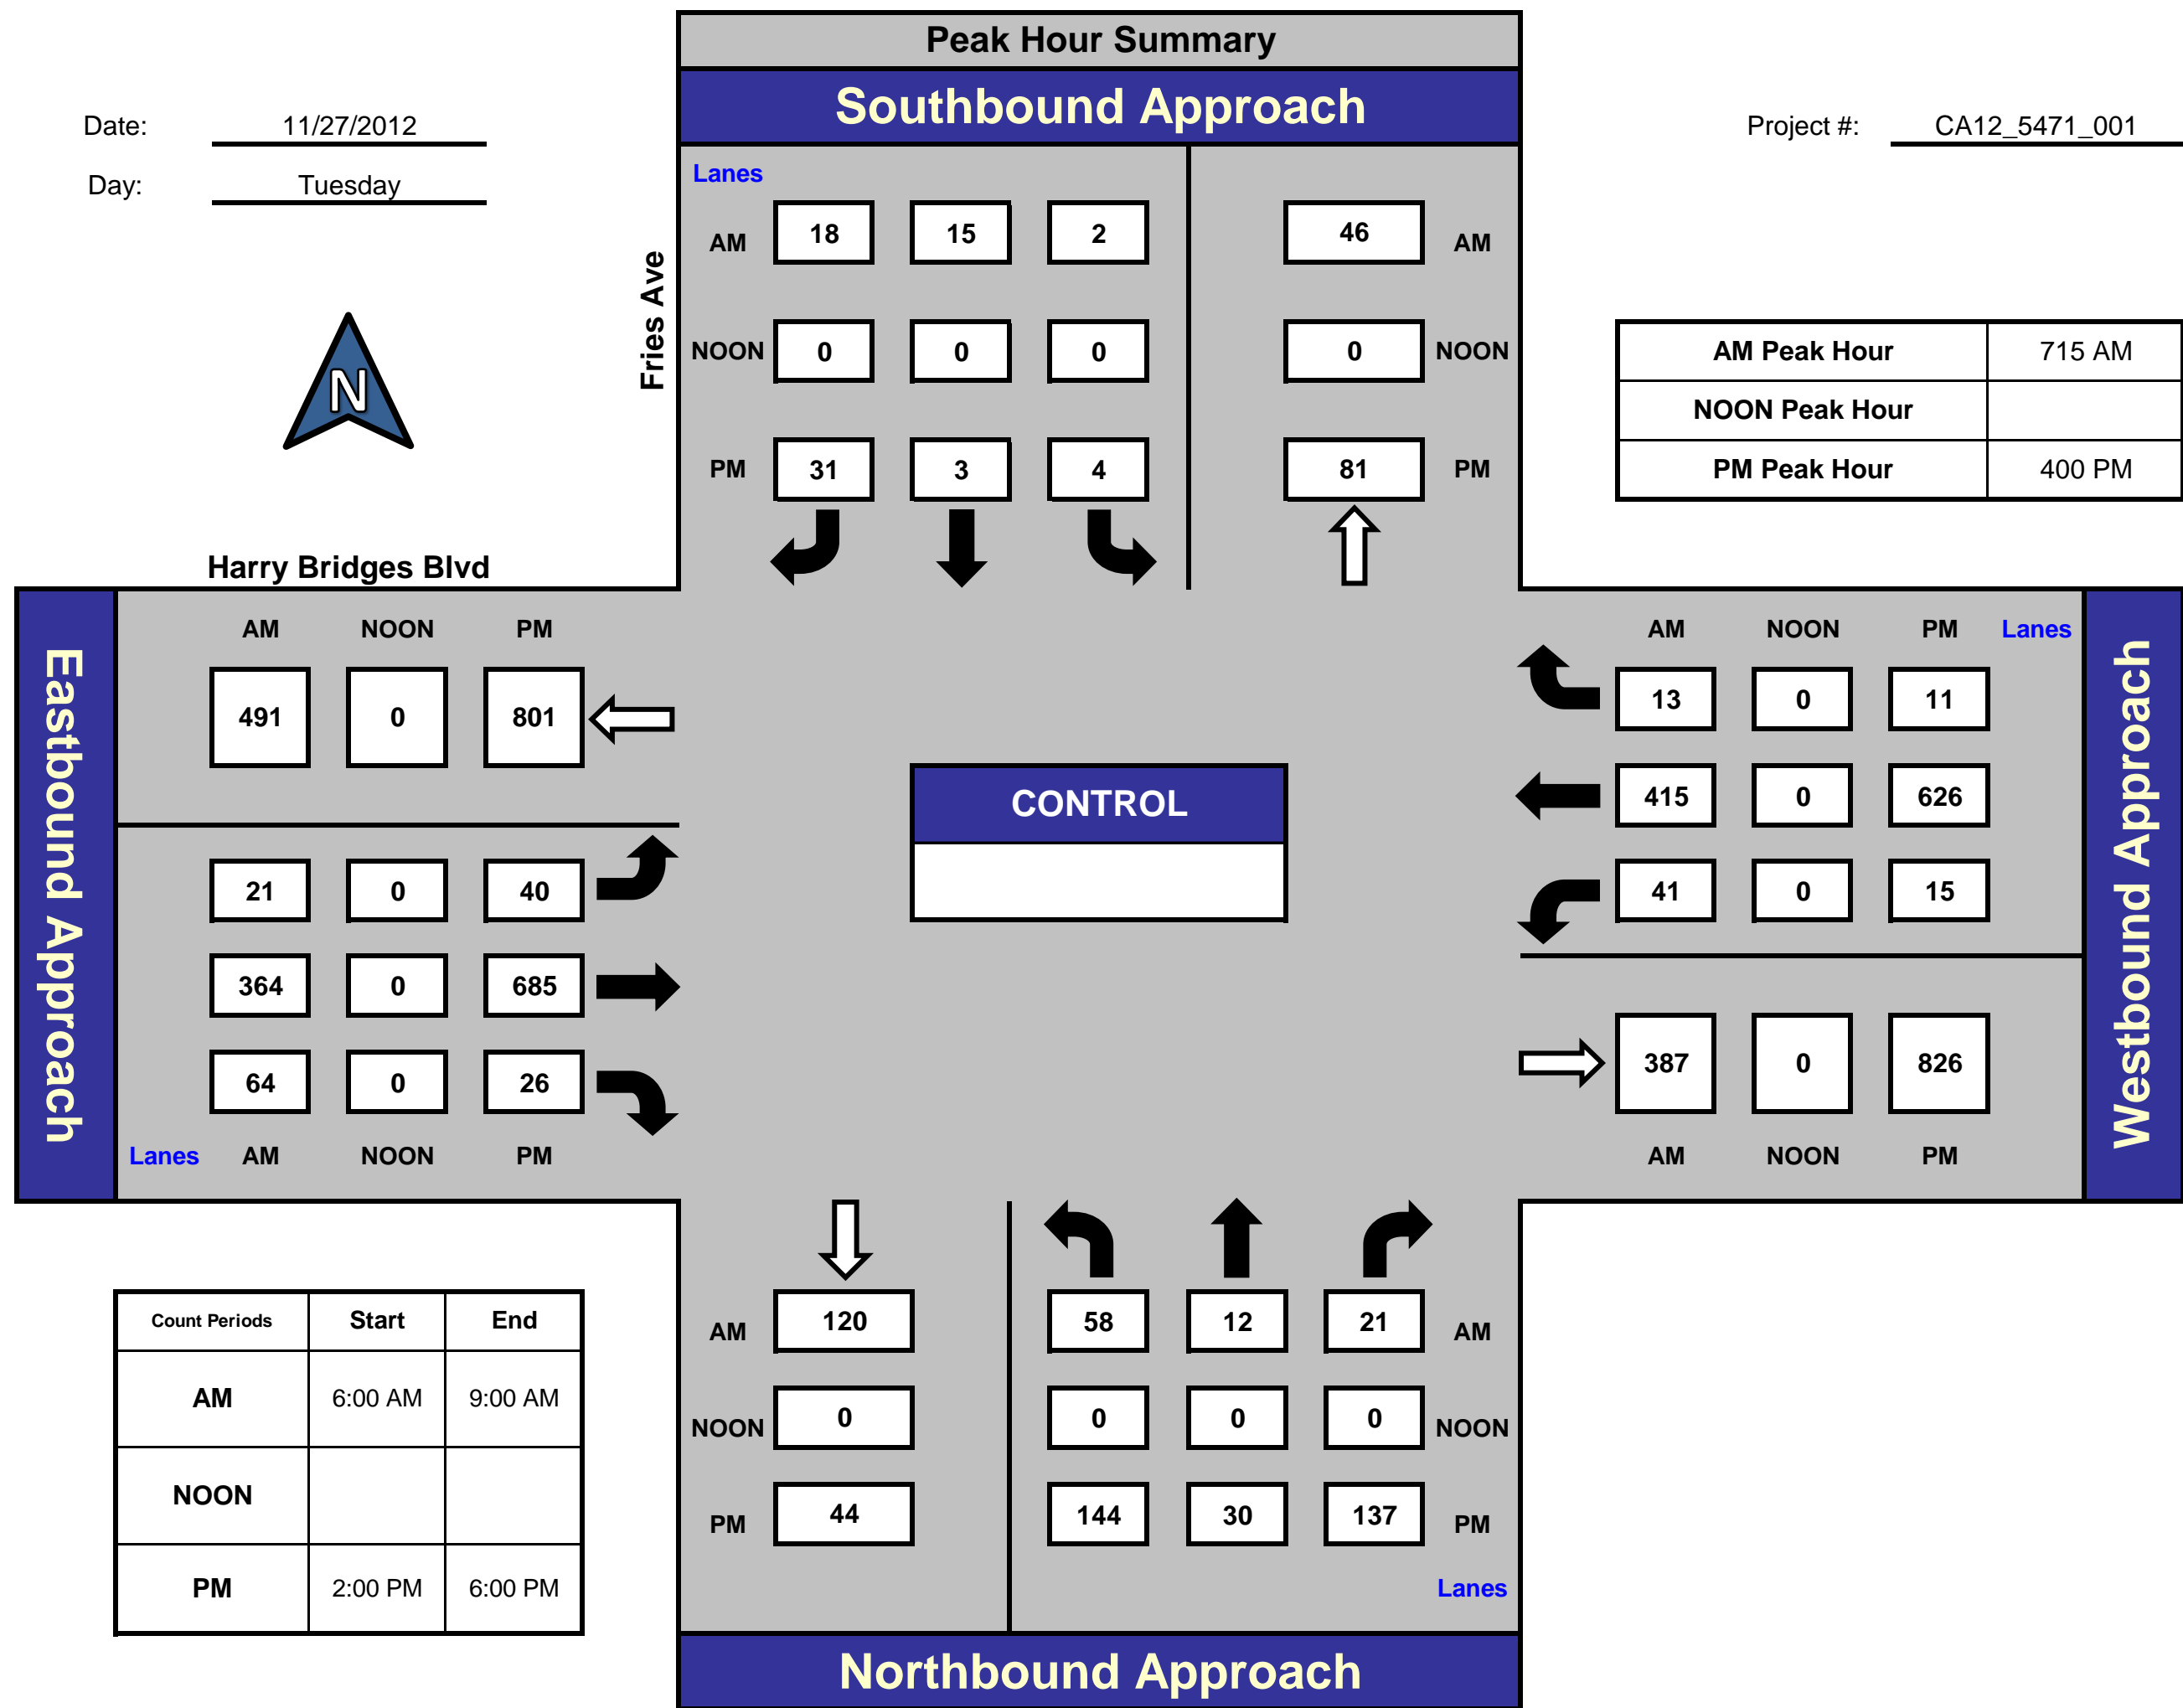 Peak Hour Summary
Southbound Approach
Date: 11/27/2012
Project #: CA12_5471_001
Day: Tuesday
Lanes
AM 18 15 2 46 AM
Fries Ave
NOON 0 0 0 0 NOON
PM 31 3 4 81 PM
AM Peak Hour 715 AM
NOON Peak Hour
PM Peak Hour 400 PM
N
Harry Bridges Blvd
Eastbound Approach
AM NOON PM
491 0 801
21 0 40
364 0 685
64 0 26
Lanes AM NOON PM
CONTROL
AM NOON PM Lanes
13 0 11
415 0 626
41 0 15
387 0 826
AM NOON PM
Westbound Approach
Count Periods Start End
AM 6:00 AM 9:00 AM
NOON
PM 2:00 PM 6:00 PM
AM 120 58 12 21 AM
NOON 0 0 0 0 NOON
PM 44 144 30 137 PM
Lanes
Northbound Approach